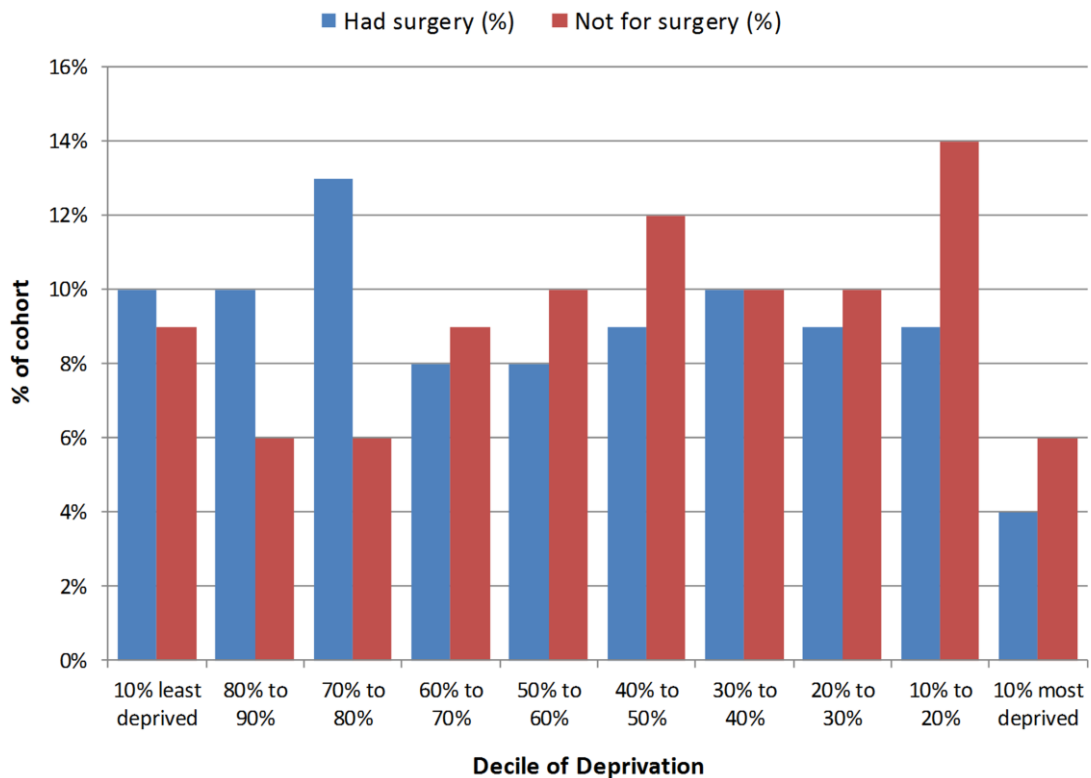 Had surgery (%) Not for surgery (%)
16%
14%
12%
10%
8%
6%
4%
2%
0%
% of cohort
10% least deprived
80% to 90%
70% to 80%
60% to 70%
50% to 60%
40% to 50%
30% to 40%
20% to 30%
10% to 20%
10% most deprived
Decile of Deprivation